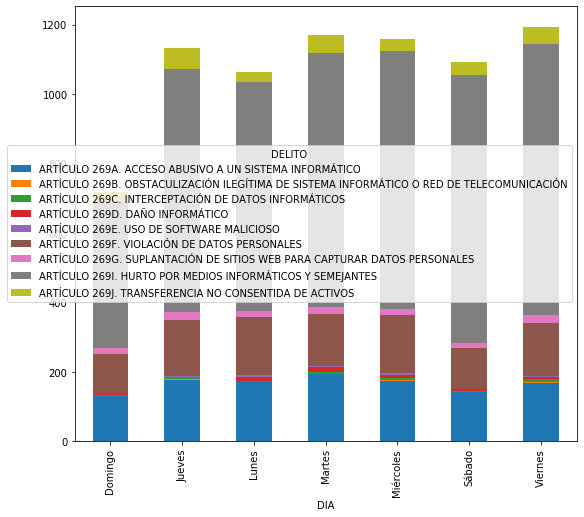 1200
1000
800
400
200
0
DELITO
ARTÍCULO 269A. ACCESO ABUSIVO A UN SISTEMA INFORMÁTICO
ARTÍCULO 269B. OBSTACULIZACIÓN ILEGÍTIMA DE SISTEMA INFORMÁTICO O RED DE TELECOMUNICACIÓN
ARTÍCULO 269C. INTERCEPTACIÓN DE DATOS INFORMÁTICOS
ARTÍCULO 269D. DAÑO INFORMÁTICO
ARTÍCULO 269E. USO DE SOFTWARE MALICIOSO
ARTÍCULO 269F. VIOLACIÓN DE DATOS PERSONALES
ARTÍCULO 269G. SUPLANTACIÓN DE SITIOS WEB PARA CAPTURAR DATOS PERSONALES
ARTÍCULO 269I. HURTO POR MEDIOS INFORMÁTICOS Y SEMEJANTES
ARTÍCULO 269J. TRANSFERENCIA NO CONSENTIDA DE ACTIVOS
Domingo
Jueves
Lunes
Martes
Miércoles
Sábado
Viernes
DIA